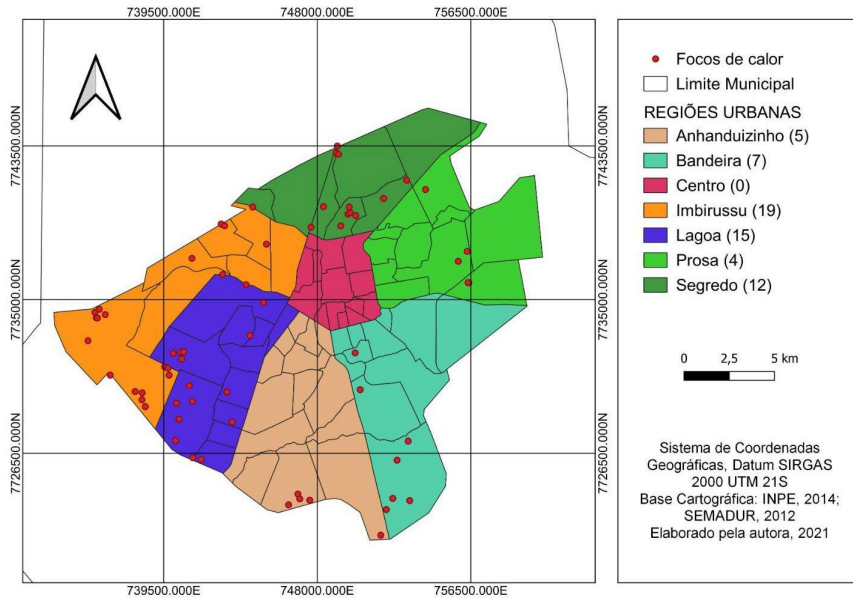 739500.000E 748000.000E 756500.000E
7743500.000N 7743500.000N
7735000.000N 7735000.000N
7726500.000N 7726500.000N
739500.000E 748000.000E 756500.000E
Focos de calor
Limite Municipal
REGIÕES URBANAS
Anhanduizinho (5)
Bandeira (7)
Centro (0)
Imbirussu (19)
Lagoa (15)
Prosa (4)
Segredo (12)
0 2,5 5 km
Sistema de Coordenadas
Geográficas, Datum SIRGAS
2000 UTM 21S
Base Cartográfica: INPE, 2014;
SEMADUR, 2012
Elaborado pela autora, 2021